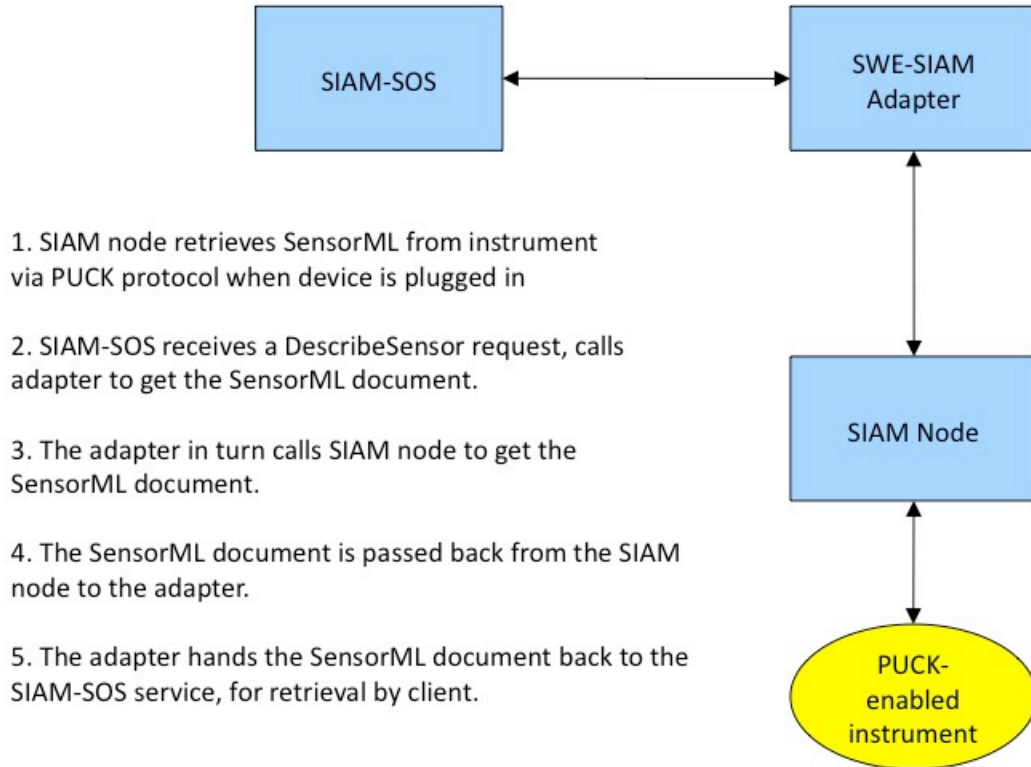 SIAM-SOS
SWE-SIAM
Adapter
1. SIAM node retrieves SensorML from instrument
via PUCK protocol when device is plugged in
2. SIAM-SOS receives a DescribeSensor request, calls
adapter to get the SensorML document.
SIAM Node
3. The adapter in turn calls SIAM node to get the
SensorML document.
4. The SensorML document is passed back from the SIAM
node to the adapter.
5. The adapter hands the SensorML document back to the
SIAM-SOS service, for retrieval by client.
PUCK-
enabled
instrument